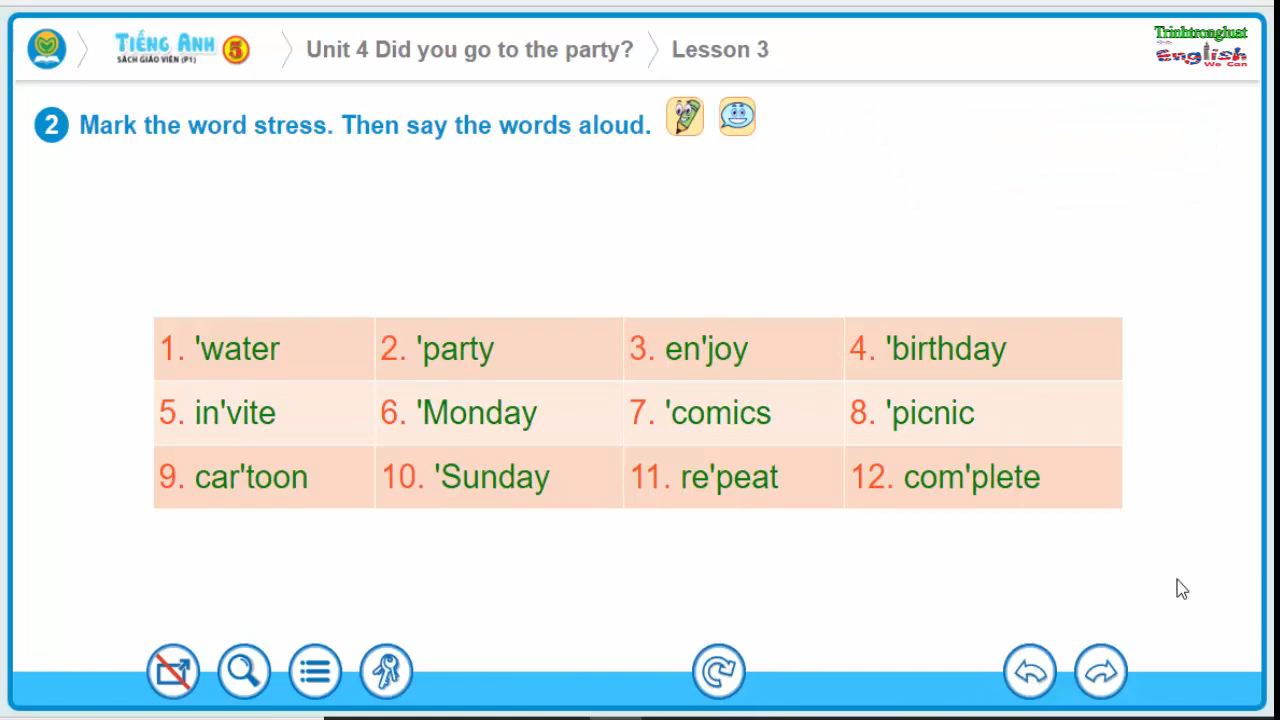 TIẾNG ANH 5
SÁCH GIÁO VIÊN (P1)
Unit 4 Did you go to the party?
Lesson 3
Trinhtrongluat
English
We Can
2 Mark the word stress. Then say the words aloud.
1. 'water 2. 'party 3. en'joy 4. 'birthday
5. in'vite 6. 'Monday 7. 'comics 8. 'picnic
9. car'toon 10. 'Sunday 11. re'peat 12. com'plete